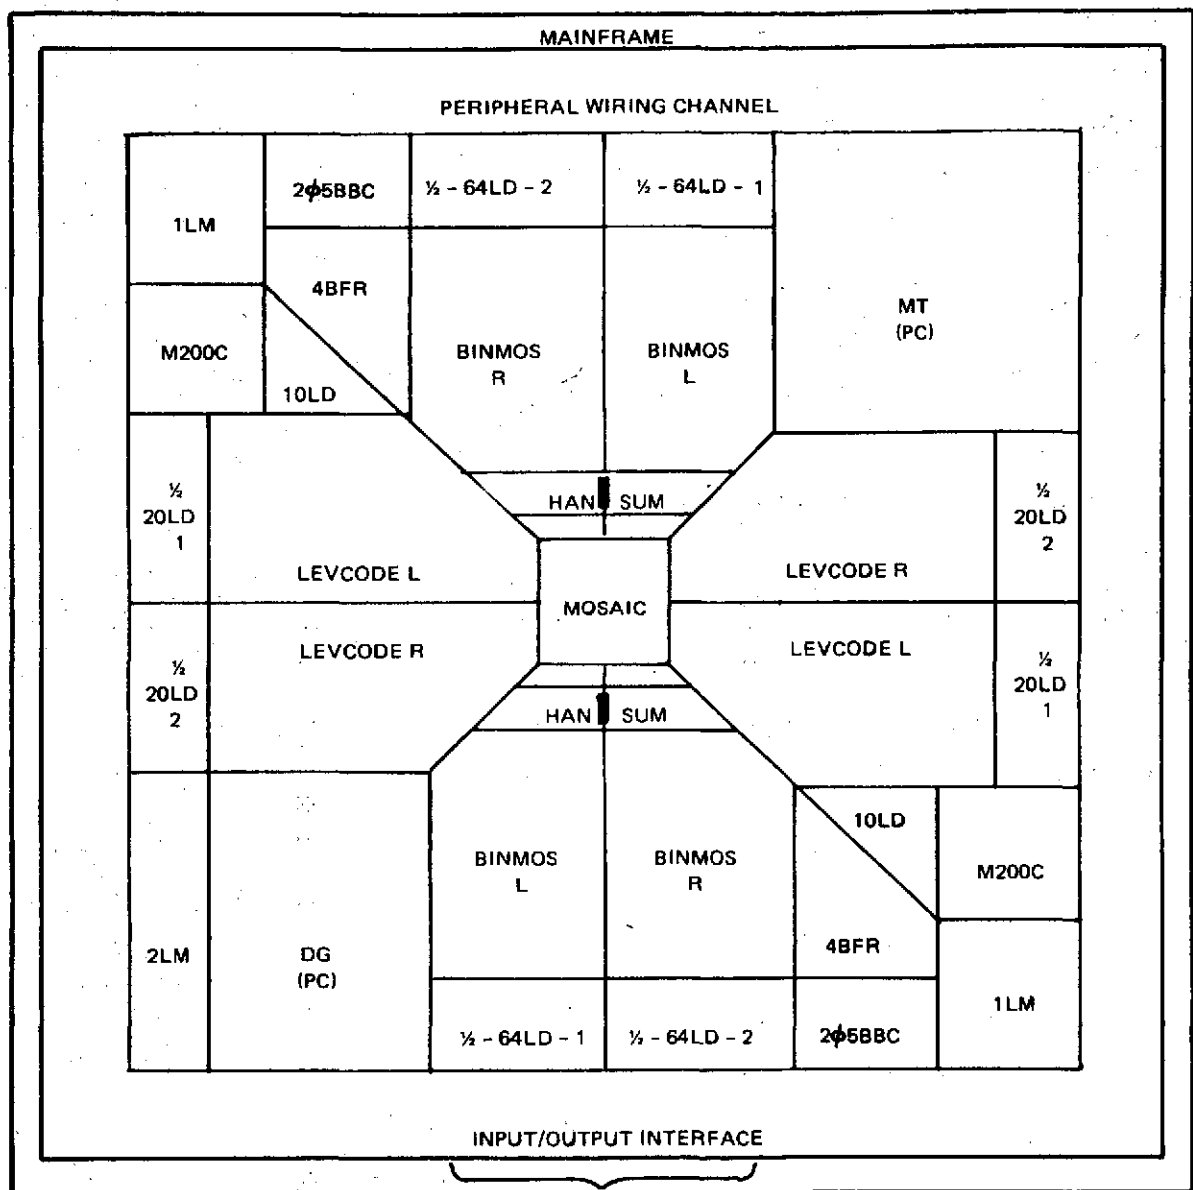 MAINFRAME
PERIPHERAL WIRING CHANNEL
1LM
2ϕ5BBC
½ - 64LD - 2
½ - 64LD - 1
4BFR
MT
(PC)
M200C
10LD
BINMOS
R
BINMOS
L
½
20LD
1
HAN SUM
½
20LD
2
LEVCODE L
LEVCODE R
MOSAIC
LEVCODE R
LEVCODE L
½
20LD
2
½
20LD
1
HAN SUM
10LD
M200C
BINMOS
L
BINMOS
R
2LM
DG
(PC)
4BFR
1LM
½ - 64LD - 1
½ - 64LD - 2
2ϕ5BBC
INPUT/OUTPUT INTERFACE